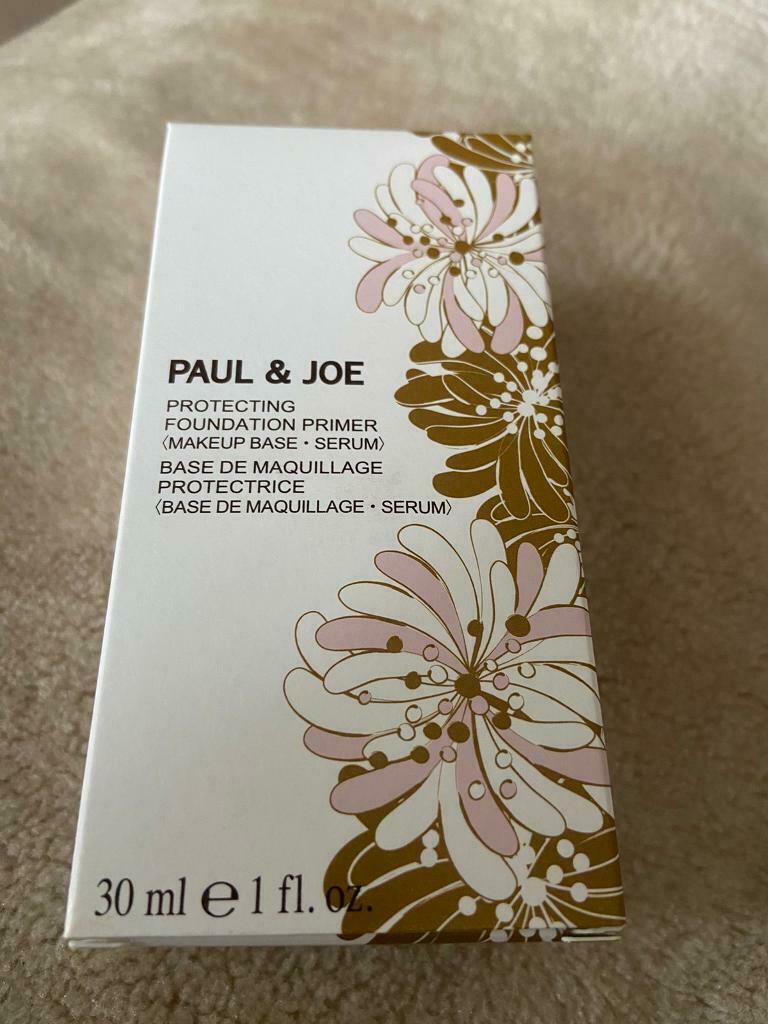 PAUL & JOE
PROTECTING
FOUNDATION PRIMER
〈MAKEUP BASE・SERUM〉
BASE DE MAQUILLAGE
PROTECTRICE
〈BASE DE MAQUILLAGE・SERUM〉
30 ml ℮ 1 fl. oz.